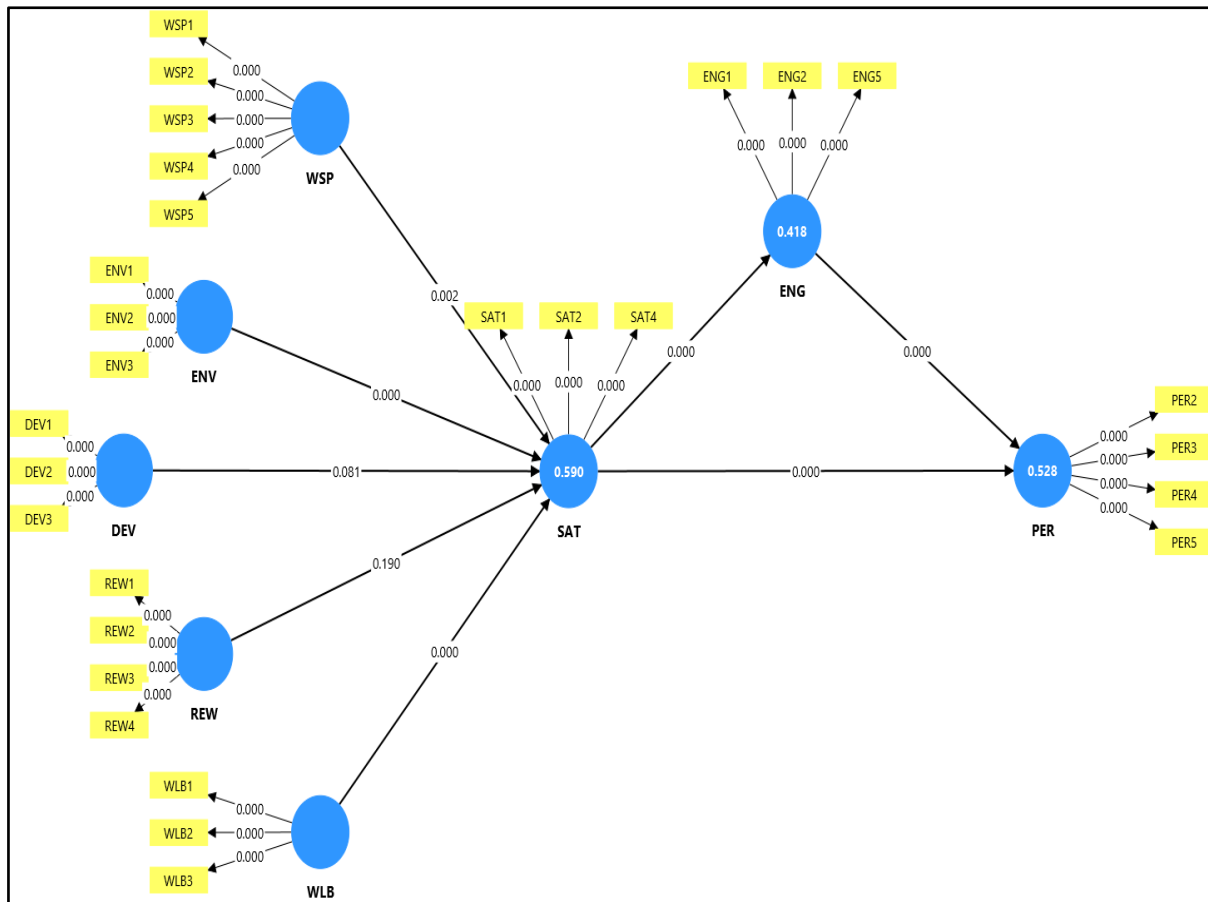 WSP1
WSP2
WSP3
WSP4
WSP5
0.000
0.000
0.000
0.000
0.000
WSP
ENV1
ENV2
ENV3
0.000
0.000
0.000
ENV
DEV1
DEV2
DEV3
0.000
0.000
0.000
DEV
REW1
REW2
REW3
REW4
0.000
0.000
0.000
0.000
REW
WLB1
WLB2
WLB3
0.000
0.000
0.000
WLB
0.002
0.000
0.081
0.190
0.000
SAT1
SAT2
SAT4
0.000
0.000
0.000
0.590
SAT
ENG1
ENG2
ENG5
0.000
0.000
0.000
0.418
ENG
0.000
0.000
0.000
PER2
PER3
PER4
PER5
0.000
0.000
0.000
0.000
0.528
PER